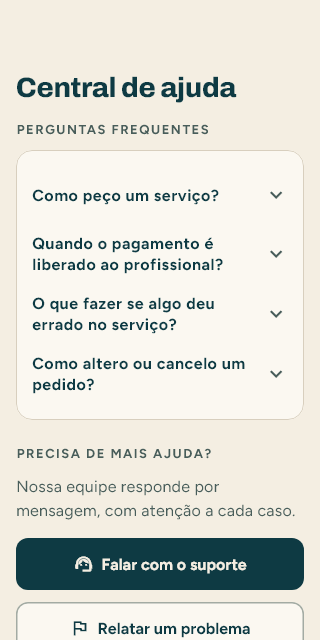 Central de ajuda
PERGUNTAS FREQUENTES
Como peço um serviço?
Quando o pagamento é
liberado ao profissional?
O que fazer se algo deu
errado no serviço?
Como altero ou cancelo um
pedido?
PRECISA DE MAIS AJUDA?
Nossa equipe responde por
mensagem, com atenção a cada caso.
Falar com o suporte
Relatar um problema